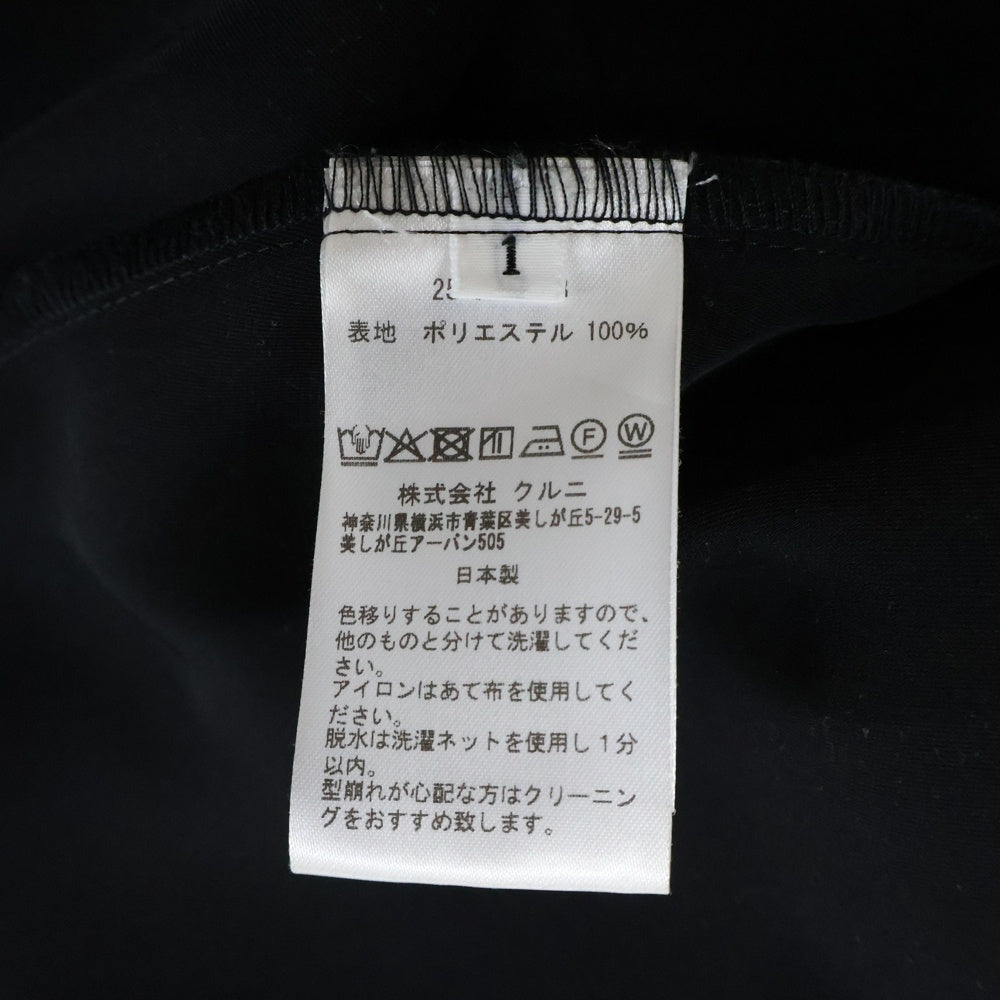 1
表地 ポリエステル 100%
F W
株式会社 クルニ
神奈川県横浜市青葉区美しが丘5-29-5
美しが丘アーバン505
日本製
色移りすることがありますので、
他のものと分けて洗濯してくだ
さい。
アイロンはあて布を使用してく
ださい。
脱水は洗濯ネットを使用し1分
以内。
型崩れが心配な方はクリーニン
グをおすすめ致します。